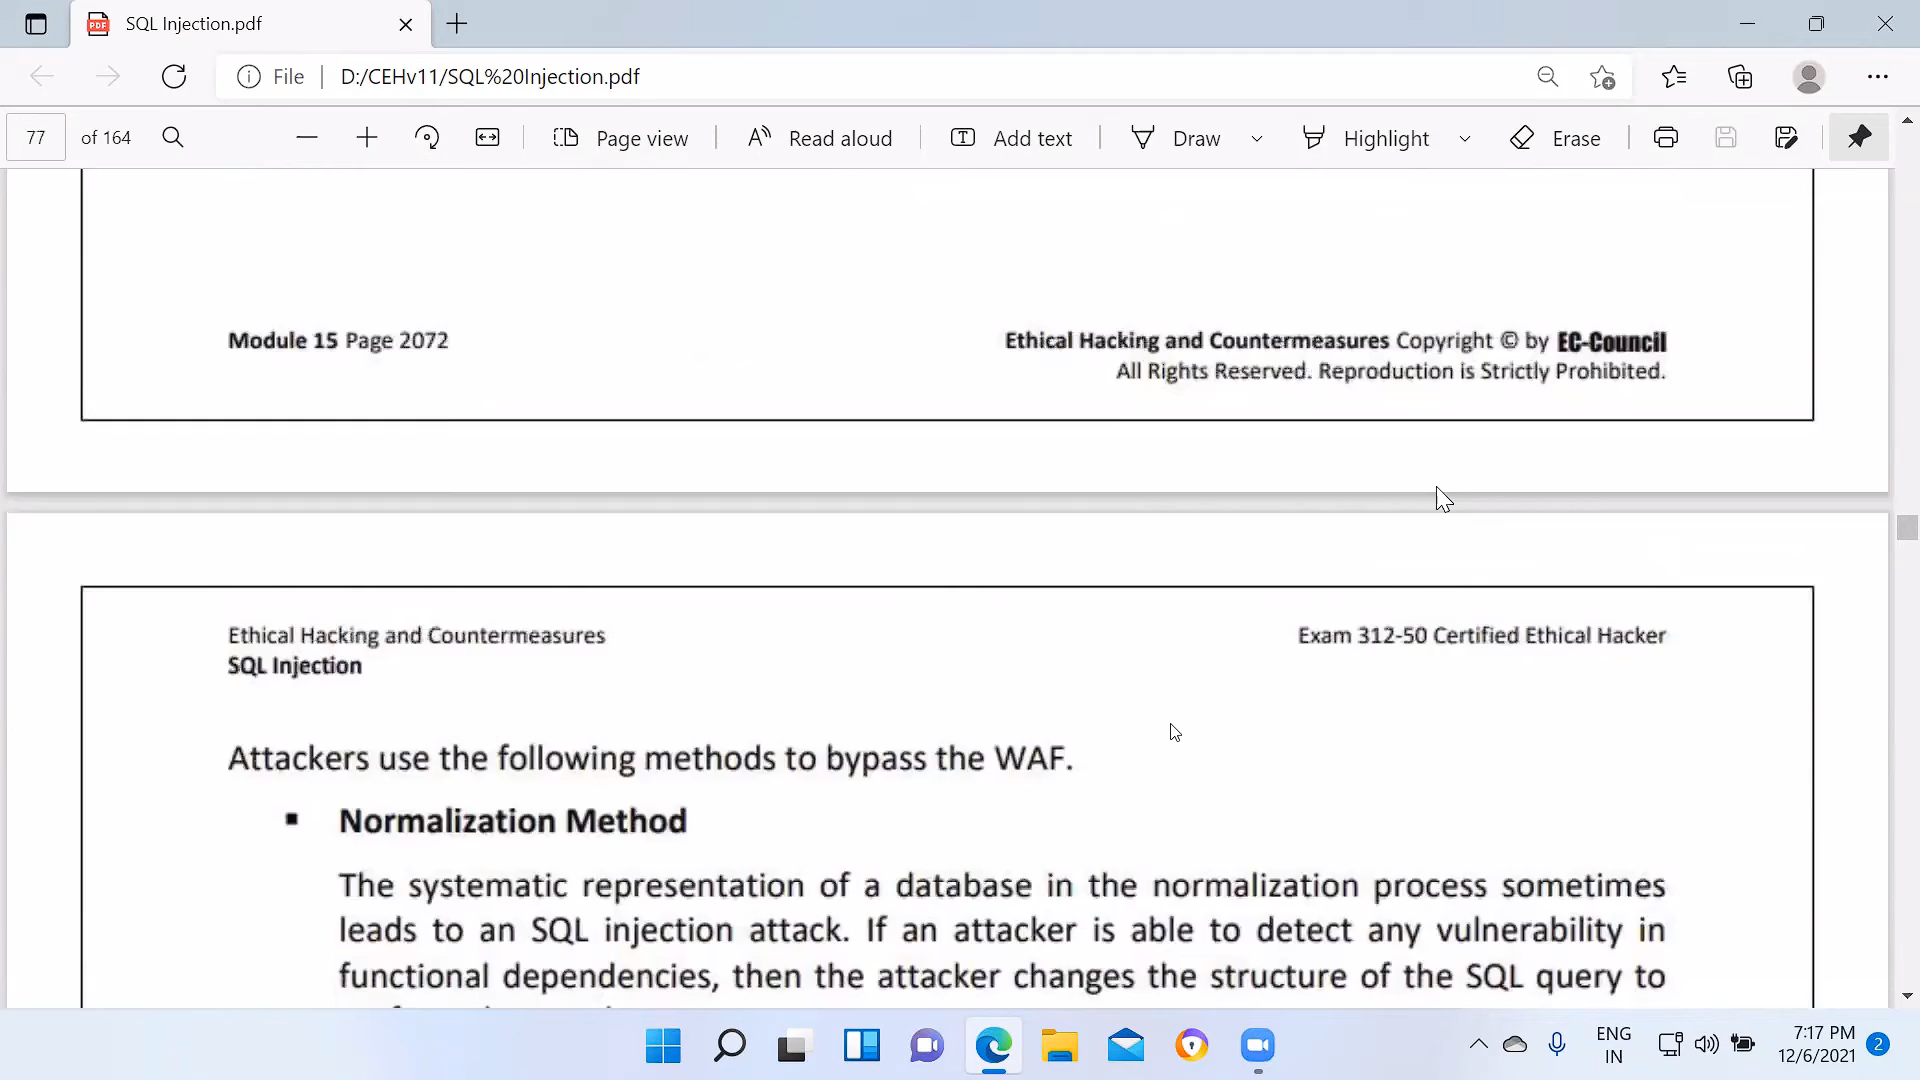 SQL Injection.pdf
File
D:/CEHv11/SQL%20Injection.pdf
77 of 164
Page view
Read aloud
Add text
Draw
Highlight
Erase
Module 15 Page 2072
Ethical Hacking and Countermeasures Copyright © by EC-Council
All Rights Reserved. Reproduction is Strictly Prohibited.
Ethical Hacking and Countermeasures
Exam 312-50 Certified Ethical Hacker
SQL Injection
Attackers use the following methods to bypass the WAF.
▪ Normalization Method
The systematic representation of a database in the normalization process sometimes
leads to an SQL injection attack. If an attacker is able to detect any vulnerability in
functional dependencies, then the attacker changes the structure of the SQL query to
ENG
IN
7:17 PM
12/6/2021
2